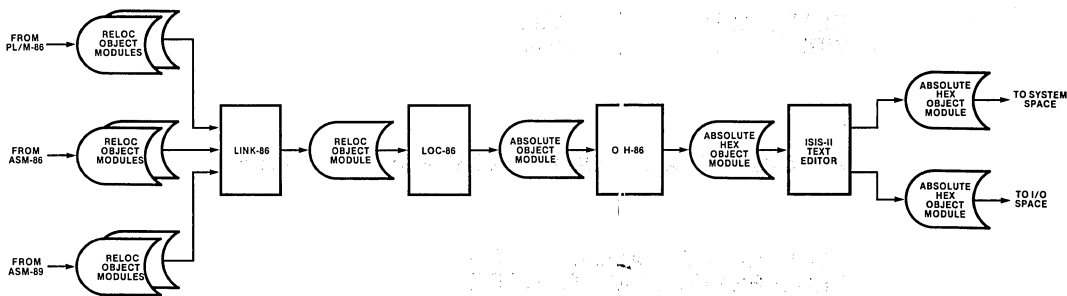 FROM
PL/M-86
RELOC
OBJECT
MODULES
FROM
ASM-86
RELOC
OBJECT
MODULES
FROM
ASM-89
RELOC
OBJECT
MODULES
LINK-86
RELOC
OBJECT
MODULE
LOC-86
ABSOLUTE
OBJECT
MODULE
O H-86
ABSOLUTE
HEX
OBJECT
MODULE
ISIS-II
TEXT
EDITOR
ABSOLUTE
HEX
OBJECT
MODULE
TO SYSTEM
SPACE
ABSOLUTE
HEX
OBJECT
MODULE
TO I/O
SPACE